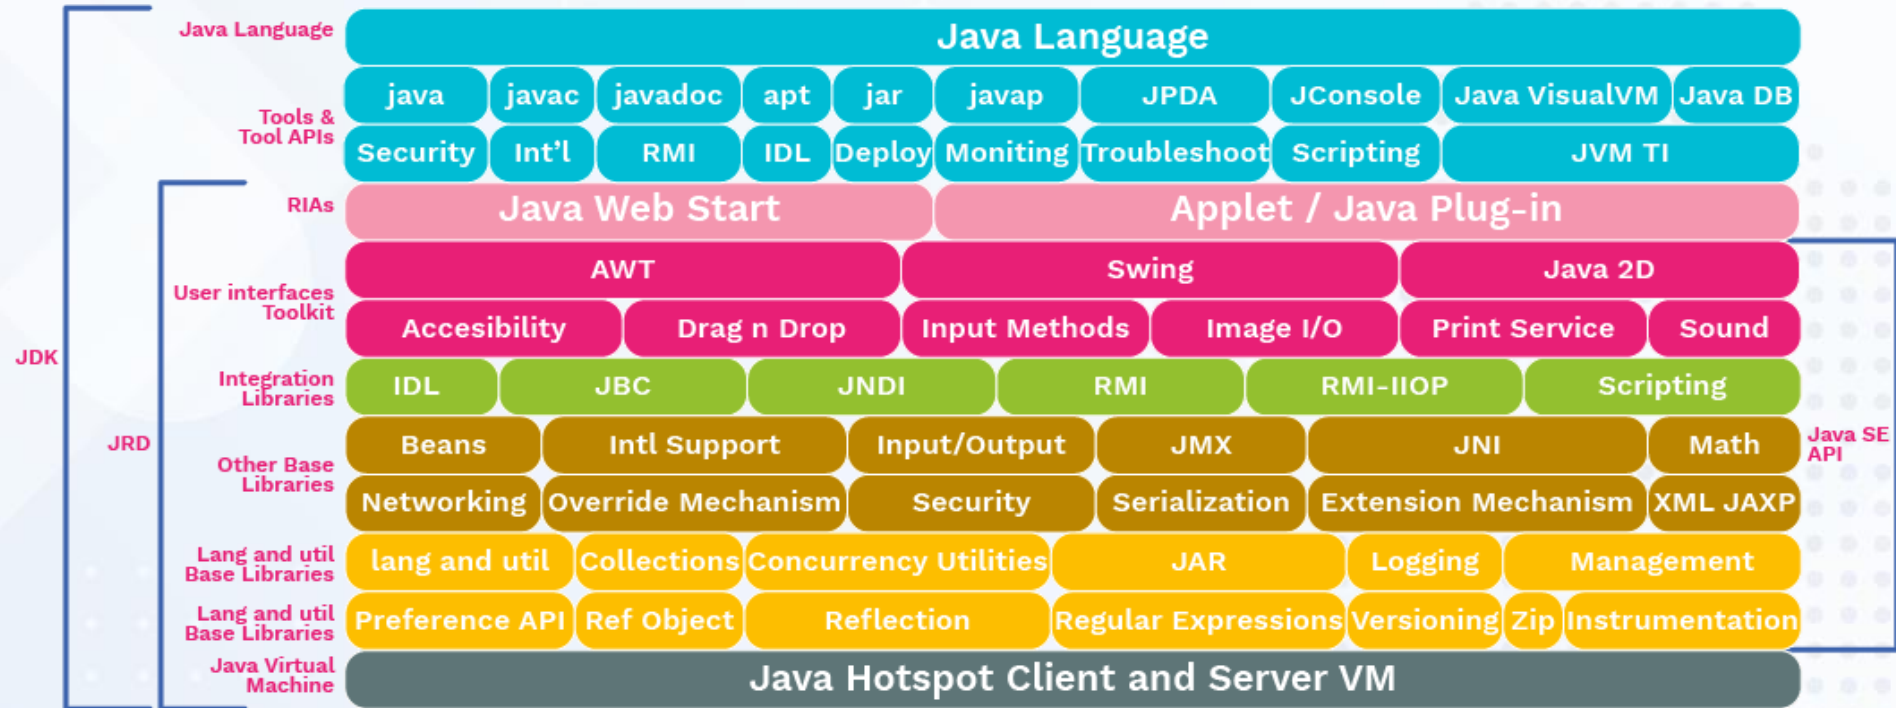 Java Language
Java Language
Tools &
Tool APIs
java javac javadoc apt jar javap JPDA JConsole Java VisualVM Java DB
Security Int’l RMI IDL Deploy Moniting Troubleshoot Scripting JVM TI
RIAs
Java Web Start Applet / Java Plug-in
User interfaces
Toolkit
AWT Swing Java 2D
Accesibility Drag n Drop Input Methods Image I/O Print Service Sound
JDK
Integration
Libraries
IDL JBC JNDI RMI RMI-IIOP Scripting
JRD
Other Base
Libraries
Beans Intl Support Input/Output JMX JNI Math
Networking Override Mechanism Security Serialization Extension Mechanism XML JAXP
Java SE
API
Lang and util
Base Libraries
lang and util Collections Concurrency Utilities JAR Logging Management
Lang and util
Base Libraries
Preference API Ref Object Reflection Regular Expressions Versioning Zip Instrumentation
Java Virtual
Machine
Java Hotspot Client and Server VM